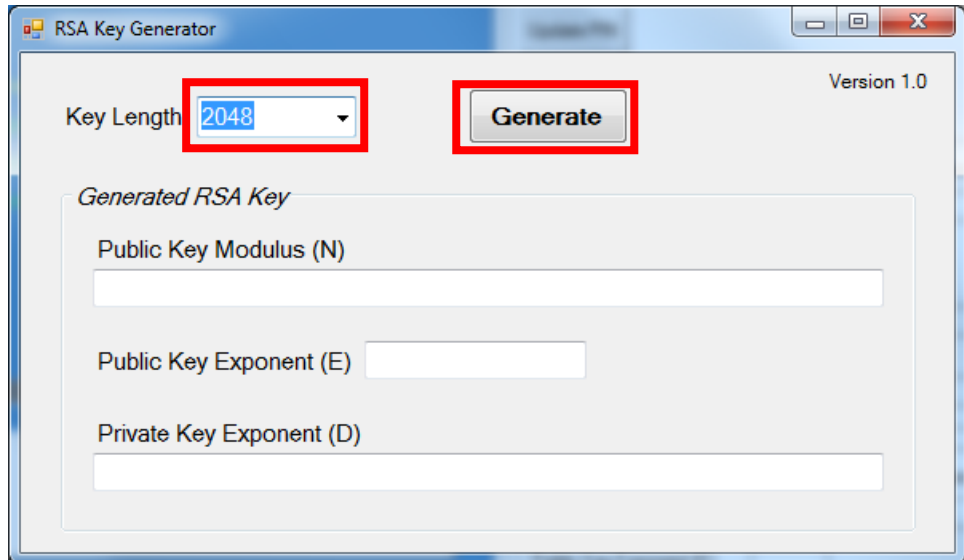 RSA Key Generator
Version 1.0
Key Length 2048 Generate
Generated RSA Key
Public Key Modulus (N)
Public Key Exponent (E)
Private Key Exponent (D)